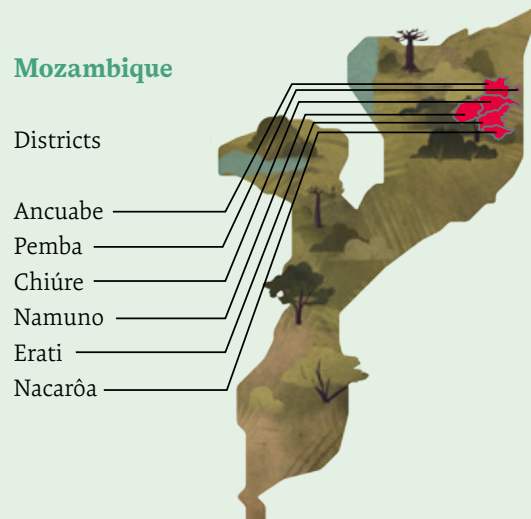 Mozambique
Districts
Ancuabe
Pemba
Chiúre
Namuno
Erati
Nacarôa